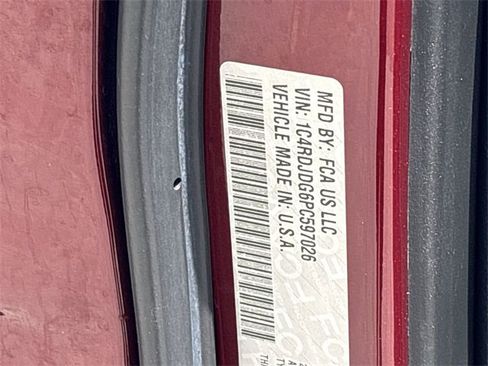 MFD BY: FCA US LLC
VIN: 1C4RDJDG6PC597026
VEHICLE MADE IN: U.S.A.